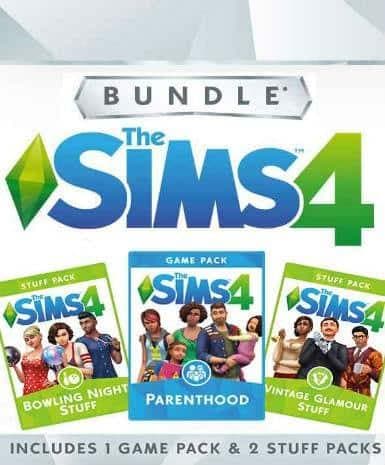 BUNDLE*
The
SIMS™ 4
STUFF PACK
The
SIMS 4
BOWLING NIGHT
STUFF
GAME PACK
The
SIMS 4
PARENTHOOD
STUFF PACK
The
SIMS 4
VINTAGE GLAMOUR
STUFF
INCLUDES 1 GAME PACK & 2 STUFF PACKS